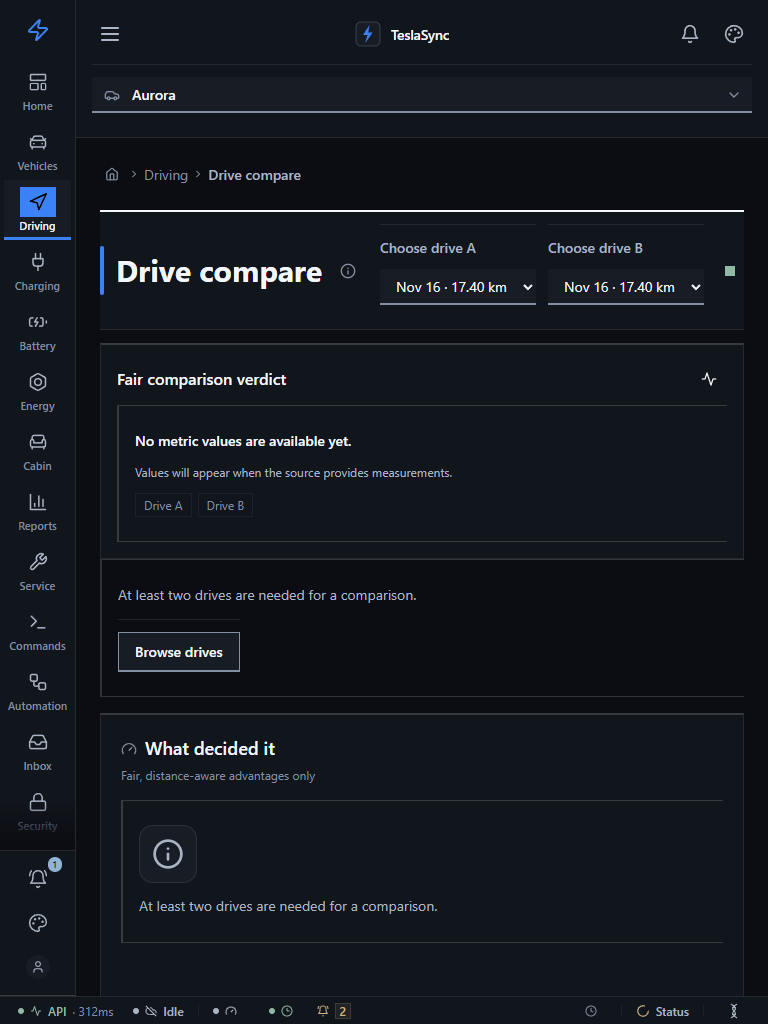 TeslaSync
Aurora
Home
Vehicles
Driving
Charging
Battery
Energy
Cabin
Reports
Service
Commands
Automation
Inbox
Security
1
Driving
Drive compare
Drive compare
Choose drive A
Nov 16 · 17.40 km
Choose drive B
Nov 16 · 17.40 km
Fair comparison verdict
No metric values are available yet.
Values will appear when the source provides measurements.
Drive A
Drive B
At least two drives are needed for a comparison.
Browse drives
What decided it
Fair, distance-aware advantages only
At least two drives are needed for a comparison.
API · 312ms
Idle
2
Status